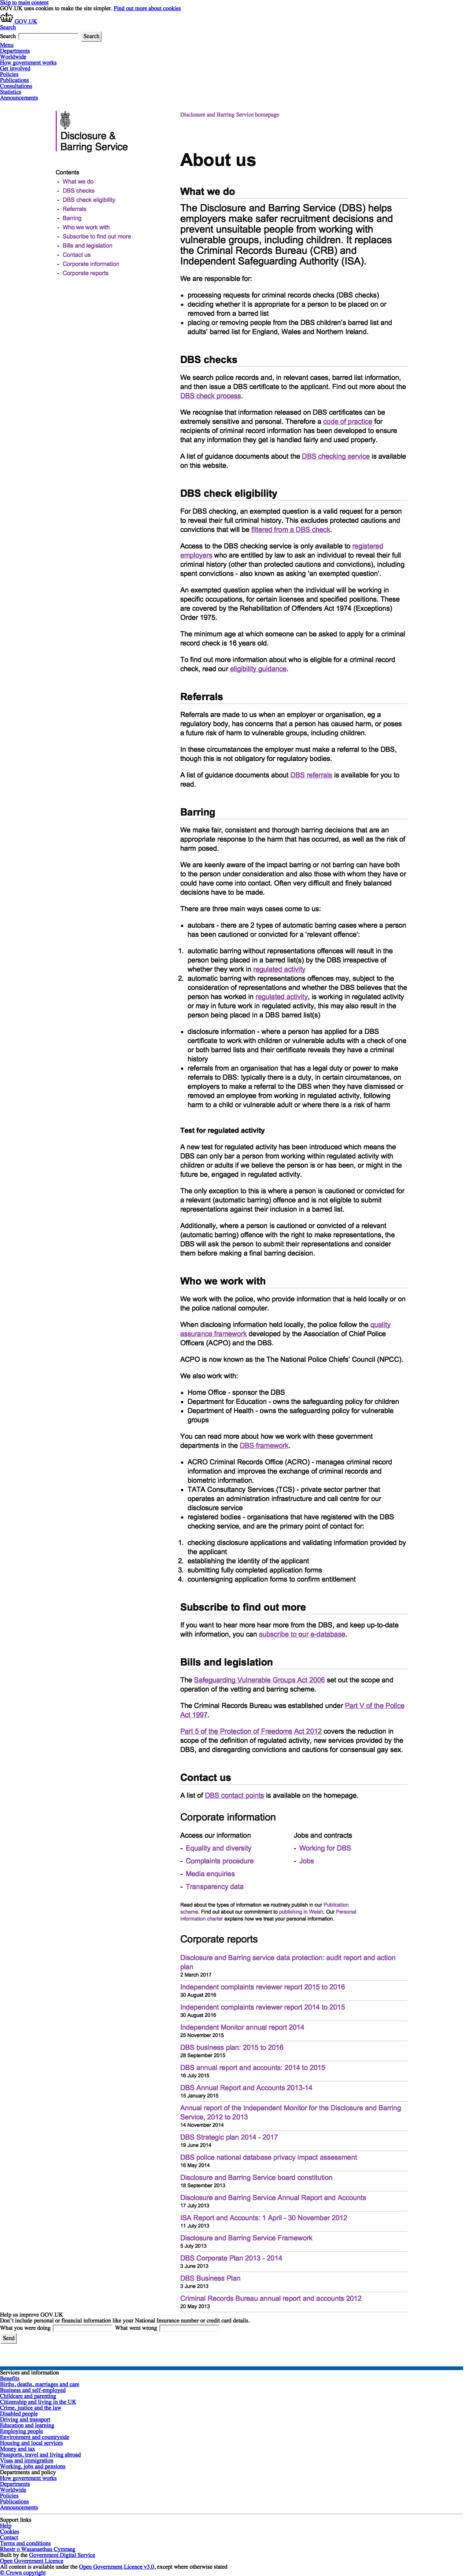 Skip to main content
GOV.UK uses cookies to make the site simpler. Find out more about cookies
GOV.UK
Search
Search
Search
Menu
Departments
Worldwide
How government works
Get involved
Policies
Publications
Consultations
Statistics
Announcements
Disclosure and Barring Service homepage
Disclosure &
Barring Service
About us
Contents
- What we do
- DBS checks
- DBS check eligibility
- Referrals
- Barring
- Who we work with
- Subscribe to find out more
- Bills and legislation
- Contact us
- Corporate information
- Corporate reports
What we do
The Disclosure and Barring Service (DBS) helps
employers make safer recruitment decisions and
prevent unsuitable people from working with
vulnerable groups, including children. It replaces
the Criminal Records Bureau (CRB) and
Independent Safeguarding Authority (ISA).
We are responsible for:
• processing requests for criminal records checks (DBS checks)
• deciding whether it is appropriate for a person to be placed on or
removed from a barred list
• placing or removing people from the DBS children's barred list and
adults' barred list for England, Wales and Northern Ireland.
DBS checks
We search police records and, in relevant cases, barred list information,
and then issue a DBS certificate to the applicant. Find out more about the
DBS check process.
We recognise that information released on DBS certificates can be
extremely sensitive and personal. Therefore a code of practice for
recipients of criminal record information has been developed to ensure
that any information they get is handled fairly and used properly.
A list of guidance documents about the DBS checking service is available
on this website.
DBS check eligibility
For DBS checking, an exempted question is a valid request for a person
to reveal their full criminal history. This excludes protected cautions and
convictions that will be filtered from a DBS check.
Access to the DBS checking service is only available to registered
employers who are entitled by law to ask an individual to reveal their full
criminal history (other than protected cautions and convictions), including
spent convictions - also known as asking 'an exempted question'.
An exempted question applies when the individual will be working in
specific occupations, for certain licenses and specified positions. These
are covered by the Rehabilitation of Offenders Act 1974 (Exceptions)
Order 1975.
The minimum age at which someone can be asked to apply for a criminal
record check is 16 years old.
To find out more information about who is eligible for a criminal record
check, read our eligibility guidance.
Referrals
Referrals are made to us when an employer or organisation, eg a
regulatory body, has concerns that a person has caused harm, or poses
a future risk of harm to vulnerable groups, including children.
In these circumstances the employer must make a referral to the DBS,
though this is not obligatory for regulatory bodies.
A list of guidance documents about DBS referrals is available for you to
read.
Barring
We make fair, consistent and thorough barring decisions that are an
appropriate response to the harm that has occurred, as well as the risk of
harm posed.
We are keenly aware of the impact barring or not barring can have both
to the person under consideration and also those with whom they have or
could have come into contact. Often very difficult and finely balanced
decisions have to be made.
There are three main ways cases come to us:
• autobars - there are 2 types of automatic barring cases where a person
has been cautioned or convicted for a 'relevant offence':
1. automatic barring without representations offences will result in the
person being placed in a barred list(s) by the DBS irrespective of
whether they work in regulated activity
2. automatic barring with representations offences may, subject to the
consideration of representations and whether the DBS believes that the
person has worked in regulated activity, is working in regulated activity
or may in future work in regulated activity, this may also result in the
person being placed in a DBS barred list(s)
• disclosure information - where a person has applied for a DBS
certificate to work with children or vulnerable adults with a check of one
or both barred lists and their certificate reveals they have a criminal
history
• referrals from an organisation that has a legal duty or power to make
referrals to DBS: typically there is a duty, in certain circumstances, on
employers to make a referral to the DBS when they have dismissed or
removed an employee from working in regulated activity, following
harm to a child or vulnerable adult or where there is a risk of harm
Test for regulated activity
A new test for regulated activity has been introduced which means the
DBS can only bar a person from working within regulated activity with
children or adults if we believe the person is or has been, or might in the
future be, engaged in regulated activity.
The only exception to this is where a person is cautioned or convicted for
a relevant (automatic barring) offence and is not eligible to submit
representations against their inclusion in a barred list.
Additionally, where a person is cautioned or convicted of a relevant
(automatic barring) offence with the right to make representations, the
DBS will ask the person to submit their representations and consider
them before making a final barring decision.
Who we work with
We work with the police, who provide information that is held locally or on
the police national computer.
When disclosing information held locally, the police follow the quality
assurance framework developed by the Association of Chief Police
Officers (ACPO) and the DBS.
ACPO is now known as the The National Police Chiefs' Council (NPCC).
We also work with:
• Home Office - sponsor the DBS
• Department for Education - owns the safeguarding policy for children
• Department of Health - owns the safeguarding policy for vulnerable
groups
You can read more about how we work with these government
departments in the DBS framework.
• ACRO Criminal Records Office (ACRO) - manages criminal record
information and improves the exchange of criminal records and
biometric information.
• TATA Consultancy Services (TCS) - private sector partner that
operates an administration infrastructure and call centre for our
disclosure service
• registered bodies - organisations that have registered with the DBS
checking service, and are the primary point of contact for:
1. checking disclosure applications and validating information provided by
the applicant
2. establishing the identity of the applicant
3. submitting fully completed application forms
4. countersigning application forms to confirm entitlement
Subscribe to find out more
If you want to hear more hear more from the DBS, and keep up-to-date
with information, you can subscribe to our e-database.
Bills and legislation
The Safeguarding Vulnerable Groups Act 2006 set out the scope and
operation of the vetting and barring scheme.
The Criminal Records Bureau was established under Part V of the Police
Act 1997.
Part 5 of the Protection of Freedoms Act 2012 covers the reduction in
scope of the definition of regulated activity, new services provided by the
DBS, and disregarding convictions and cautions for consensual gay sex.
Contact us
A list of DBS contact points is available on the homepage.
Corporate information
Access our information
- Equality and diversity
- Complaints procedure
- Media enquiries
- Transparency data
Jobs and contracts
- Working for DBS
- Jobs
Read about the types of information we routinely publish in our Publication
scheme. Find out about our commitment to publishing in Welsh. Our Personal
information charter explains how we treat your personal information.
Corporate reports
Disclosure and Barring service data protection: audit report and action
plan
2 March 2017
Independent complaints reviewer report 2015 to 2016
30 August 2016
Independent complaints reviewer report 2014 to 2015
30 August 2016
Independent Monitor annual report 2014
25 November 2015
DBS business plan: 2015 to 2016
28 September 2015
DBS annual report and accounts: 2014 to 2015
16 July 2015
DBS Annual Report and Accounts 2013-14
15 January 2015
Annual report of the Independent Monitor for the Disclosure and Barring
Service, 2012 to 2013
14 November 2014
DBS Strategic plan 2014 - 2017
19 June 2014
DBS police national database privacy impact assessment
16 May 2014
Disclosure and Barring Service board constitution
18 September 2013
Disclosure and Barring Service Annual Report and Accounts
17 July 2013
ISA Report and Accounts: 1 April - 30 November 2012
11 July 2013
Disclosure and Barring Service Framework
5 July 2013
DBS Corporate Plan 2013 - 2014
3 June 2013
DBS Business Plan
3 June 2013
Criminal Records Bureau annual report and accounts 2012
20 May 2013
Help us improve GOV.UK
Don't include personal or financial information like your National Insurance number or credit card details.
What you were doing What went wrong
Send
Services and information
Benefits
Births, deaths, marriages and care
Business and self-employed
Childcare and parenting
Citizenship and living in the UK
Crime, justice and the law
Disabled people
Driving and transport
Education and learning
Employing people
Environment and countryside
Housing and local services
Money and tax
Passports, travel and living abroad
Visas and immigration
Working, jobs and pensions
Departments and policy
How government works
Departments
Worldwide
Policies
Publications
Announcements
Support links
Help
Cookies
Contact
Terms and conditions
Rhestr o Wasanaethau Cymraeg
Built by the Government Digital Service
Open Government Licence
All content is available under the Open Government Licence v3.0, except where otherwise stated
© Crown copyright